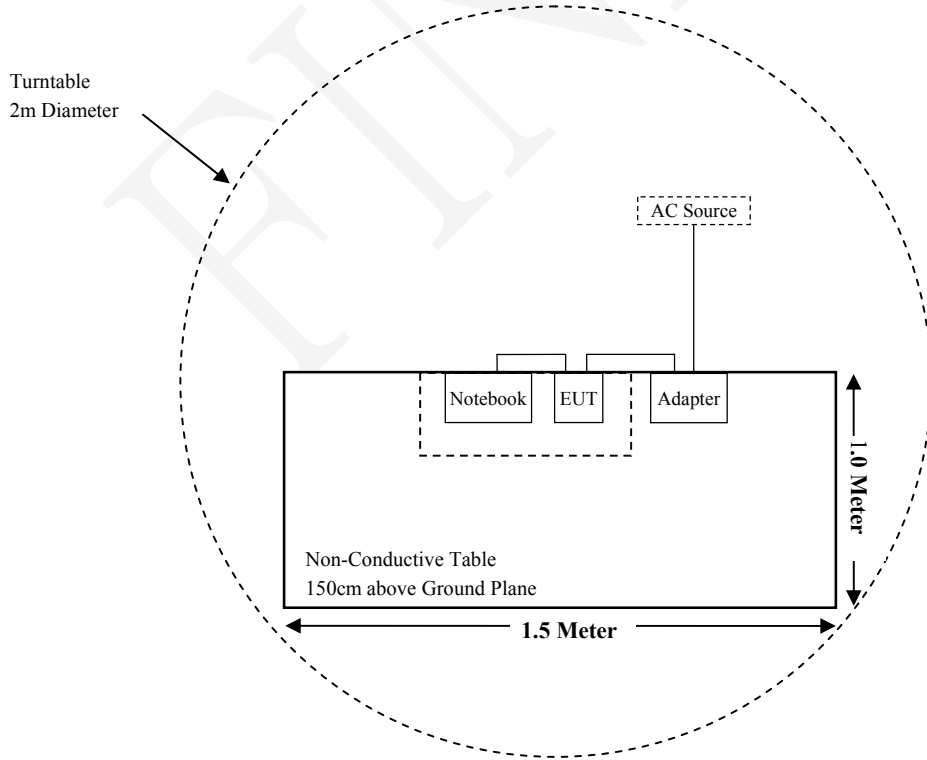 Turntable
2m Diameter
AC Source
Notebook
EUT
Adapter
1.0 Meter
Non-Conductive Table
150cm above Ground Plane
1.5 Meter